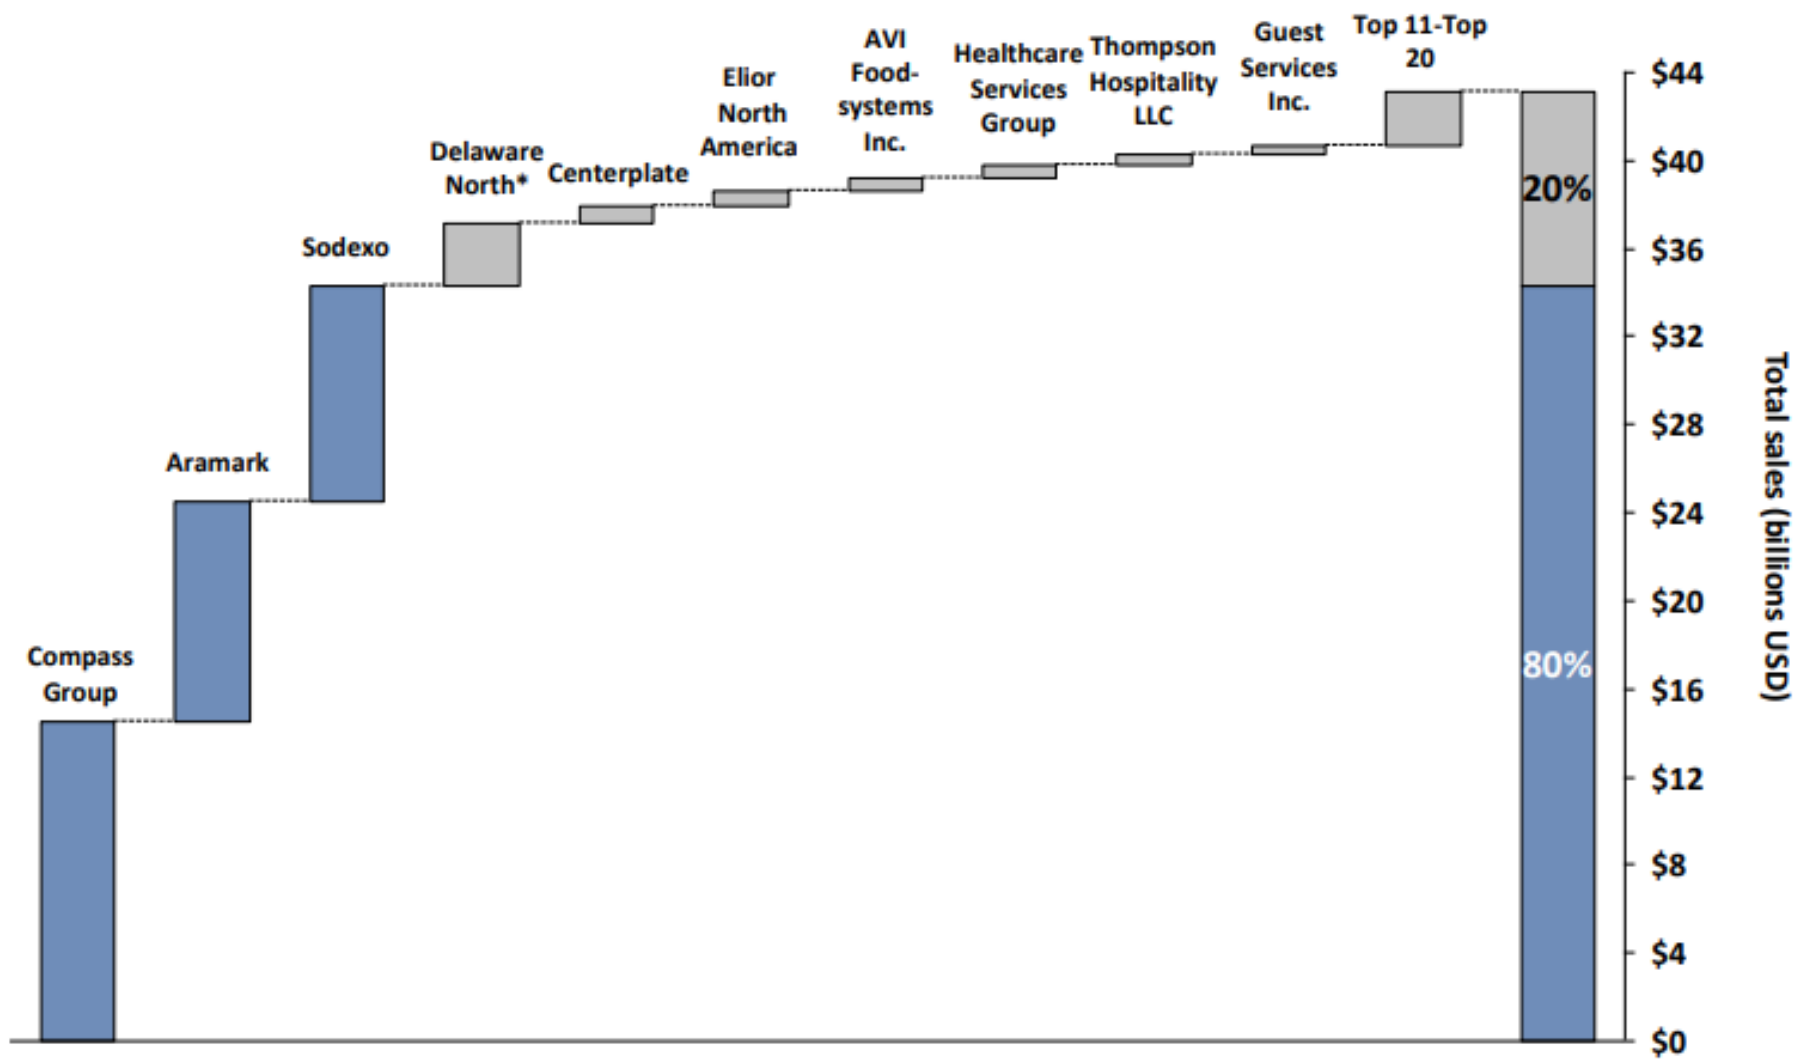 Compass
Group
Aramark
Sodexo
Delaware
North*
Centerplate
Elior
North
America
AVI
Food-
systems
Inc.
Healthcare
Services
Group
Thompson
Hospitality
LLC
Guest
Services
Inc.
Top 11-Top
20
20%
80%
$44
$40
$36
$32
$28
$24
$20
$16
$12
$8
$4
$0
Total sales (billions USD)